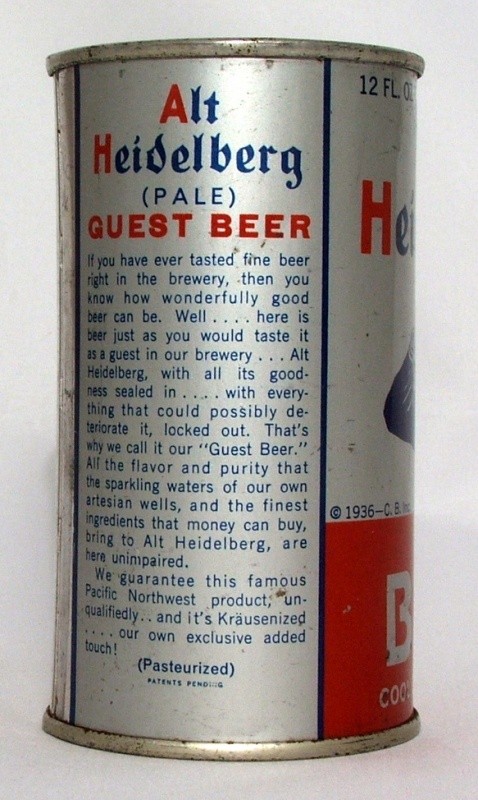 Alt
Heidelberg
(PALE)
GUEST BEER
If you have ever tasted fine beer
right in the brewery, then you
know how wonderfully good
beer can be. Well .... here is
beer just as you would taste it
as a guest in our brewery ... Alt
Heidelberg, with all its good-
ness sealed in .... with every-
thing that could possibly de-
teriorate it, locked out. That's
why we call it our "Guest Beer."
All the flavor and purity that
the sparkling waters of our own
artesian wells, and the finest
ingredients that money can buy,
bring to Alt Heidelberg, are
here unimpaired.
We guarantee this famous
Pacific Northwest product, un-
qualifiedly.. and it's Kräusenized
.... our own exclusive added
touch!
(Pasteurized)
PATENTS PENDING
12 FL. O
Hei
© 1936-C. B. Inc.
B
COO